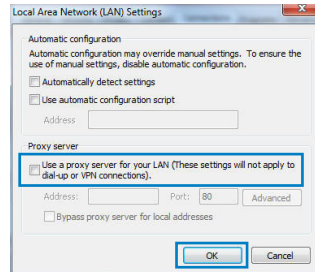 Local Area Network (LAN) Settings
Automatic configuration
Automatic configuration may override manual settings. To ensure the
use of manual settings, disable automatic configuration.
Automatically detect settings
Use automatic configuration script
Address
Proxy server
Use a proxy server for your LAN (These settings will not apply to
dial-up or VPN connections).
Address: Port: 80 Advanced
Bypass proxy server for local addresses
OK Cancel